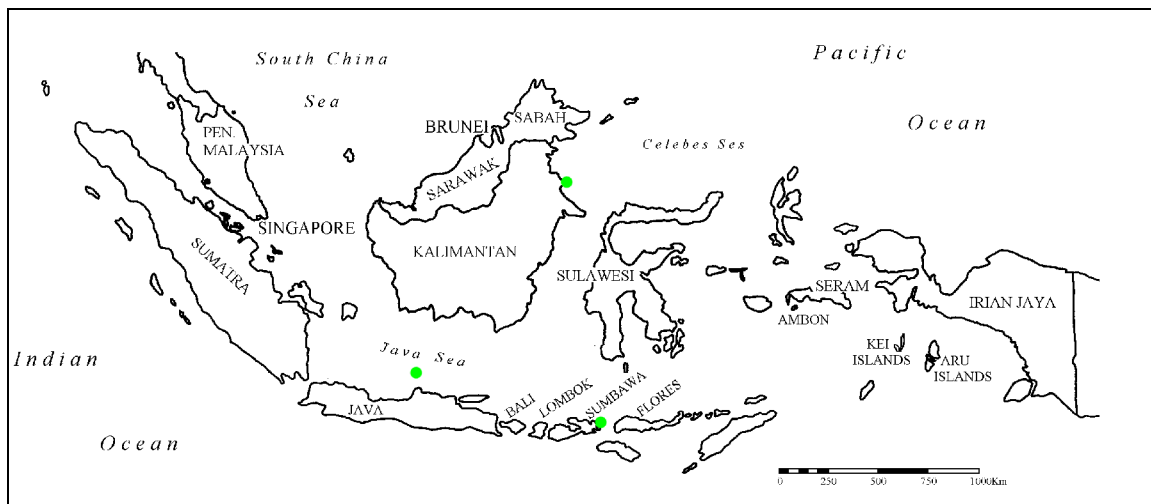 South China
Sea
Pacific
Ocean
PEN.
MALAYSIA
BRUNEI
SABAH
Celebes Ses
SARAWAK
SINGAPORE
SUMATRA
KALIMANTAN
SULAWESI
SERAM
AMBON
IRIAN JAYA
KEI
ISLANDS
ARU
ISLANDS
Indian
Ocean
Java Sea
JAVA
BALI
LOMBOK
SUMBAWA
FLORES
0 250 500 750 1000Km